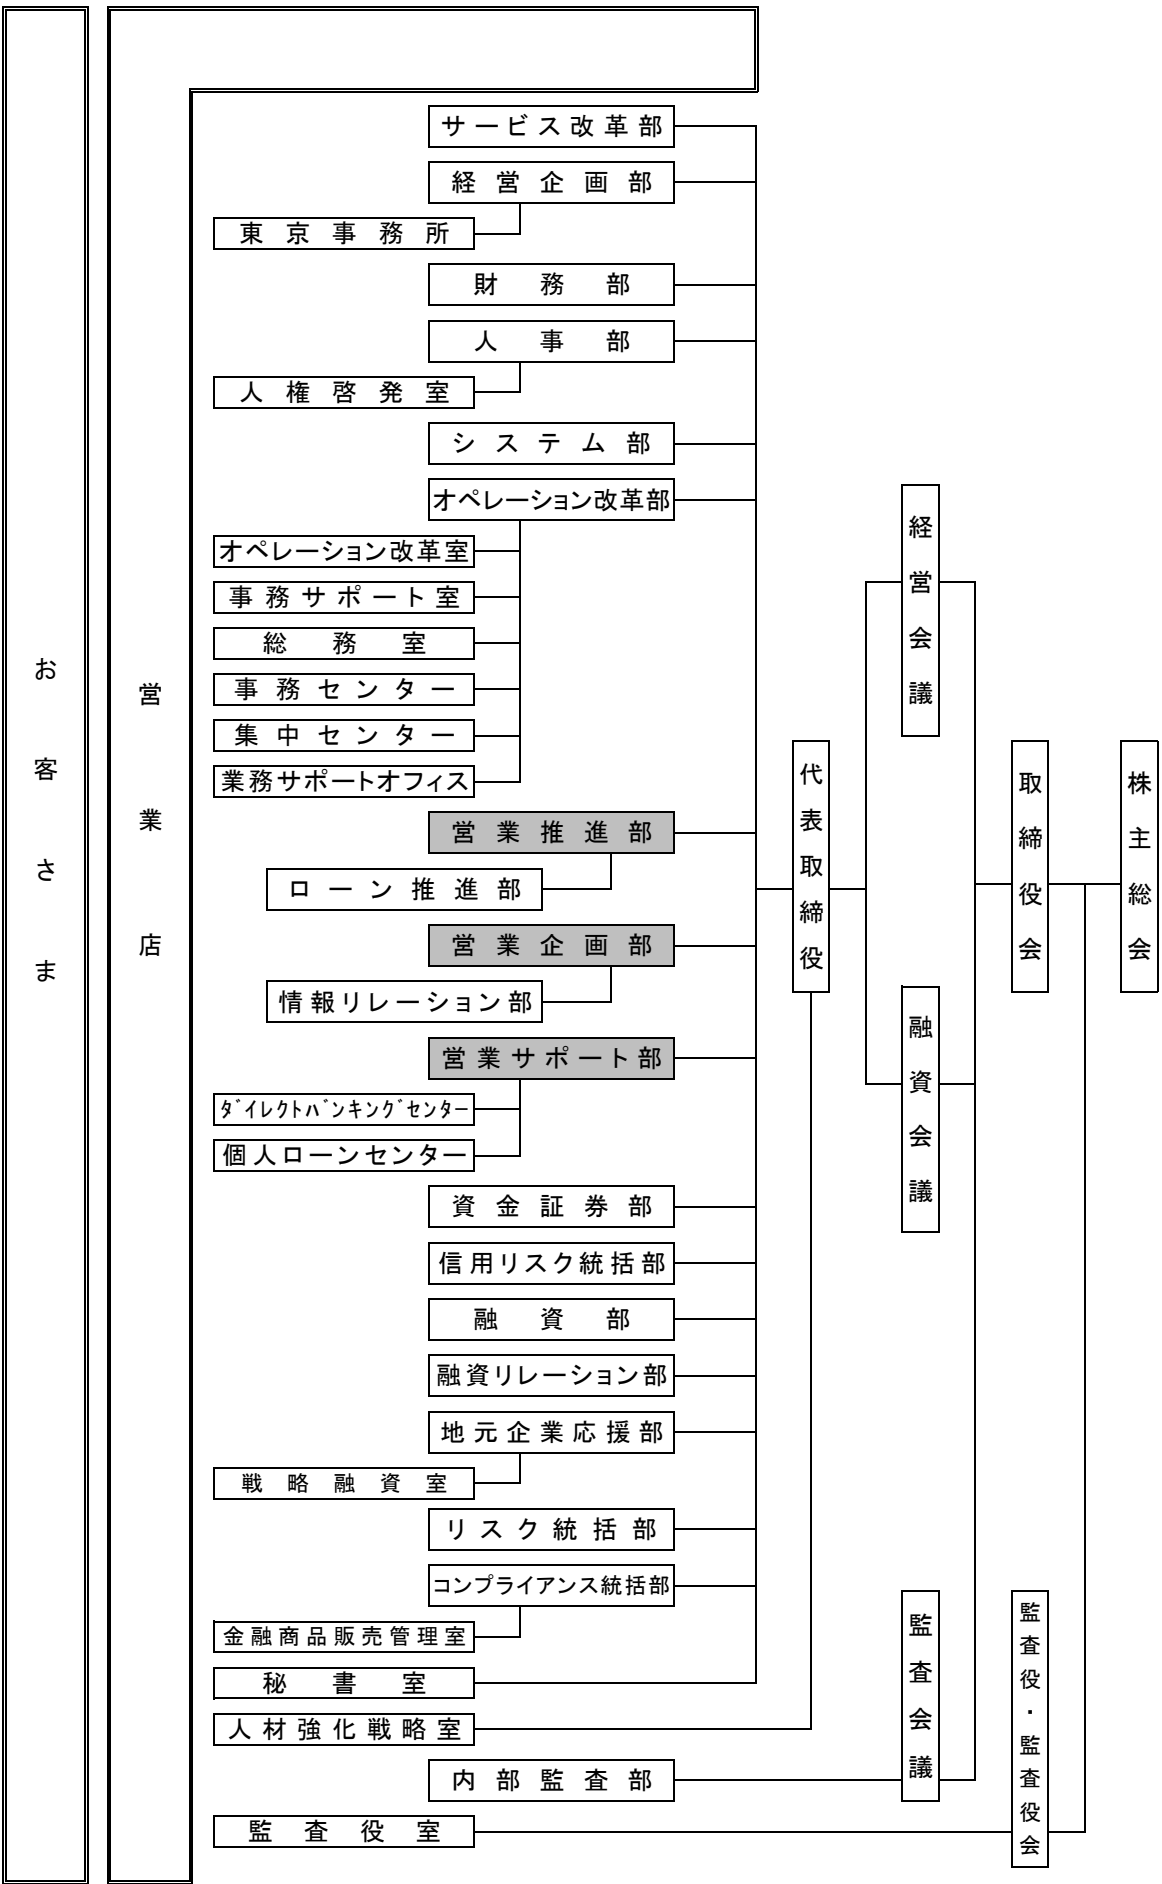 お客さま
営業店
サービス改革部
経営企画部
東京事務所
財務部
人事部
人権啓発室
システム部
オペレーション改革部
オペレーション改革室
事務サポート室
総務室
事務センター
集中センター
業務サポートオフィス
営業推進部
ローン推進部
営業企画部
情報リレーション部
営業サポート部
ﾀﾞｲﾚｸﾄﾊﾞﾝｷﾝｸﾞｾﾝﾀｰ
個人ローンセンター
資金証券部
信用リスク統括部
融資部
融資リレーション部
地元企業応援部
戦略融資室
リスク統括部
コンプライアンス統括部
金融商品販売管理室
秘書室
人材強化戦略室
内部監査部
監査役室
代表取締役
経営会議
融資会議
監査会議
取締役会
監査役・監査役会
株主総会